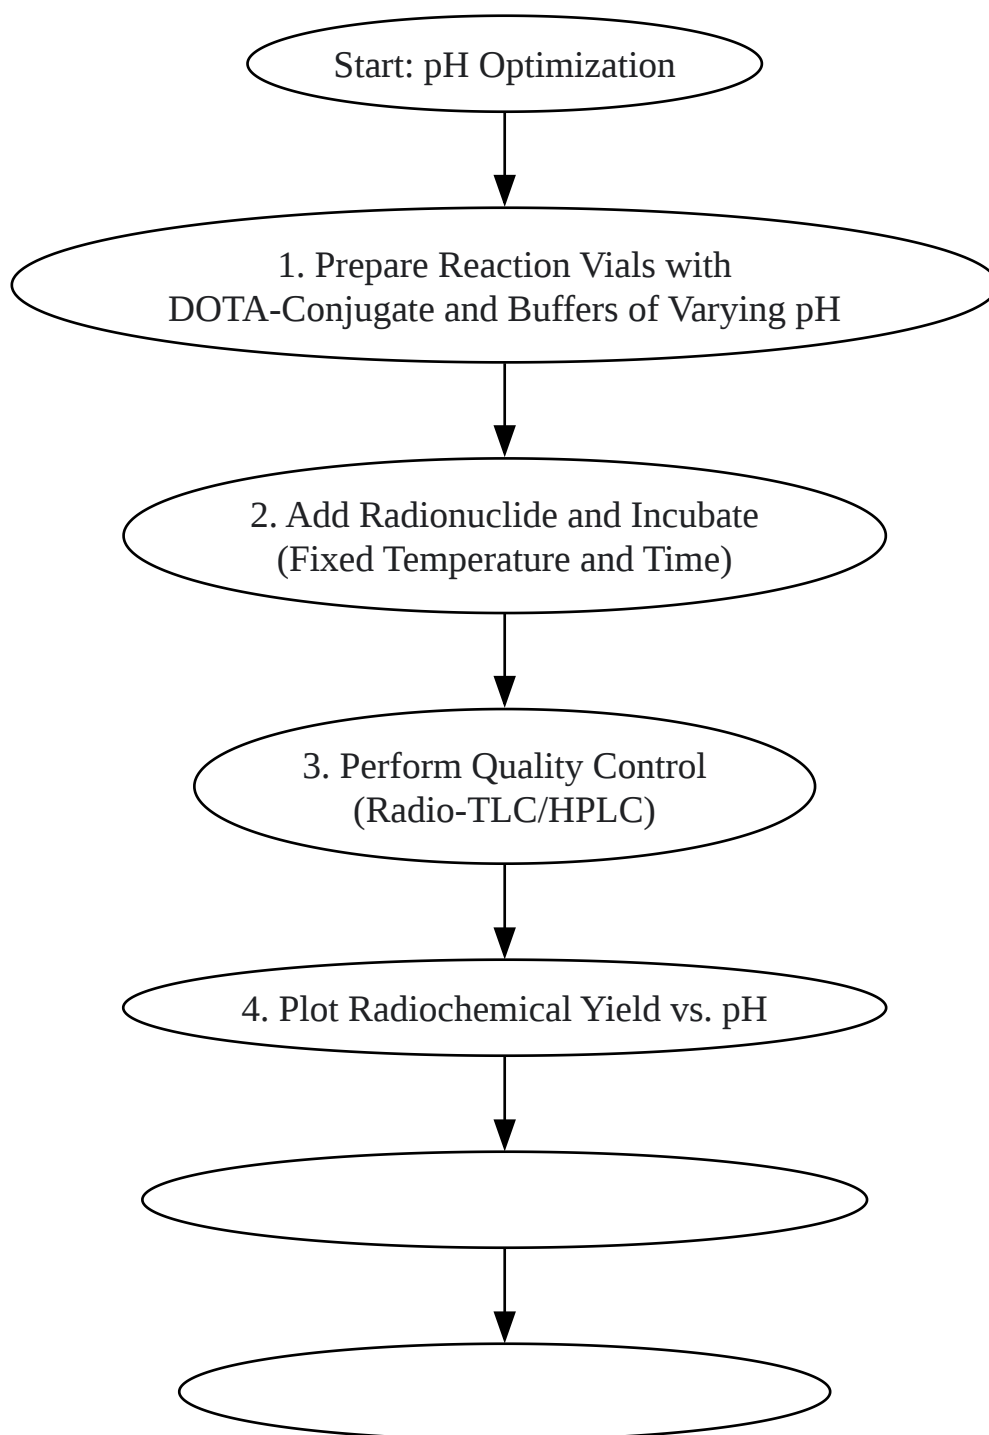 Start: pH Optimization
1. Prepare Reaction Vials with
DOTA-Conjugate and Buffers of Varying pH
2. Add Radionuclide and Incubate
(Fixed Temperature and Time)
3. Perform Quality Control
(Radio-TLC/HPLC)
4. Plot Radiochemical Yield vs. pH